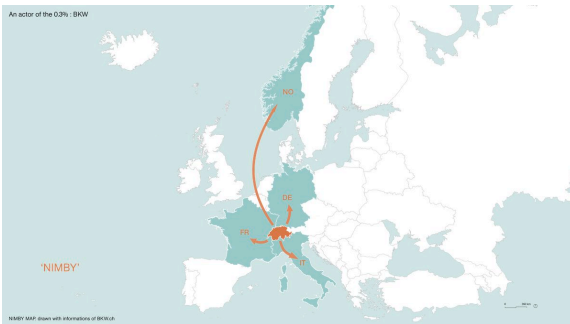 An actor of the 0.3% : BKW
NO
DE
FR
IT
'NIMBY'
NIMBY MAP, drawn with informations of BKW.ch